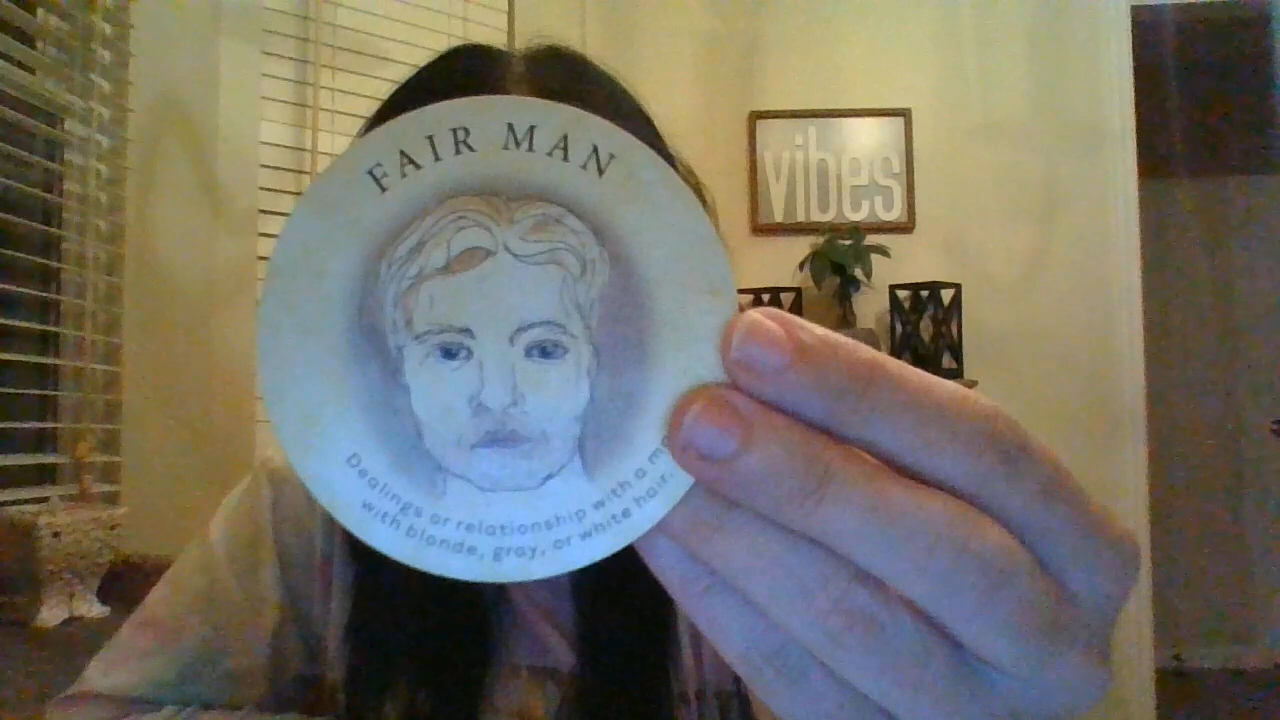 FAIR MAN
vibes
Dealings or relationship with a
with blonde, gray, or white hair.